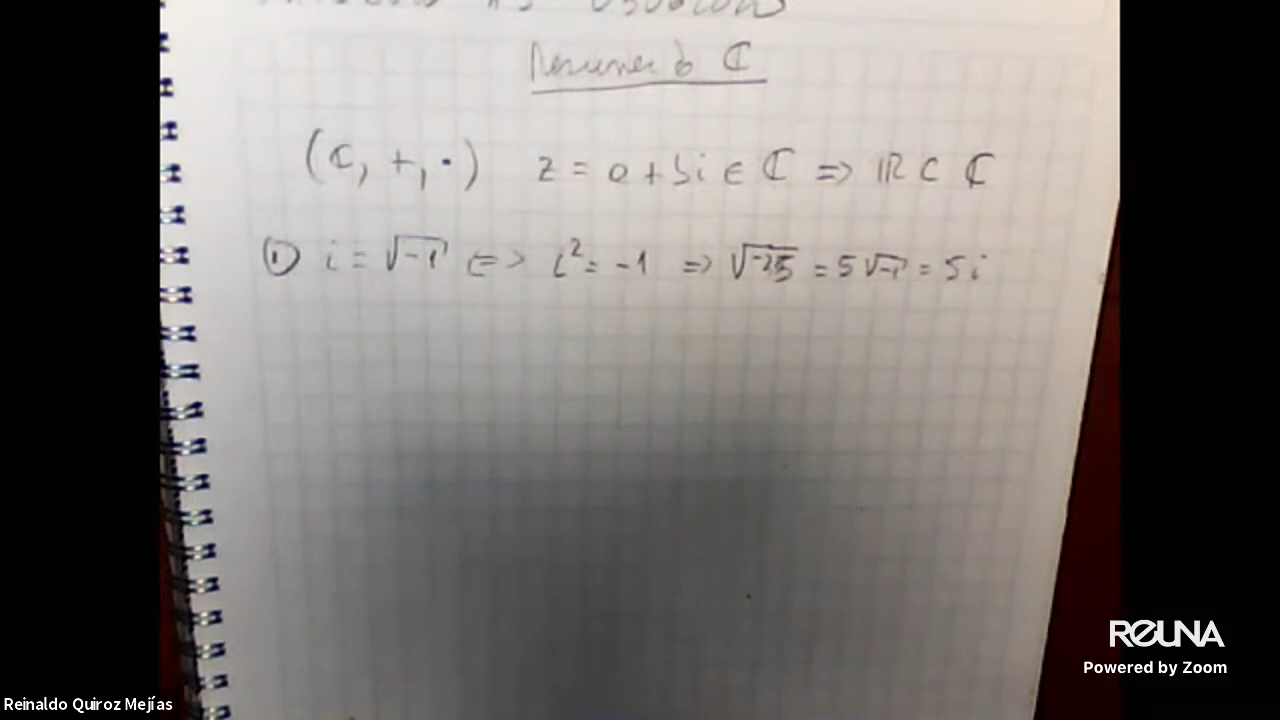 Resumen de ℂ
(ℂ, +, ·) z = a + bi ∈ ℂ => ℝ ⊂ ℂ
① i = √-1 <=> i² = -1 => √-25 = 5√-1 = 5i
REUNA
Powered by Zoom
Reinaldo Quiroz Mejías